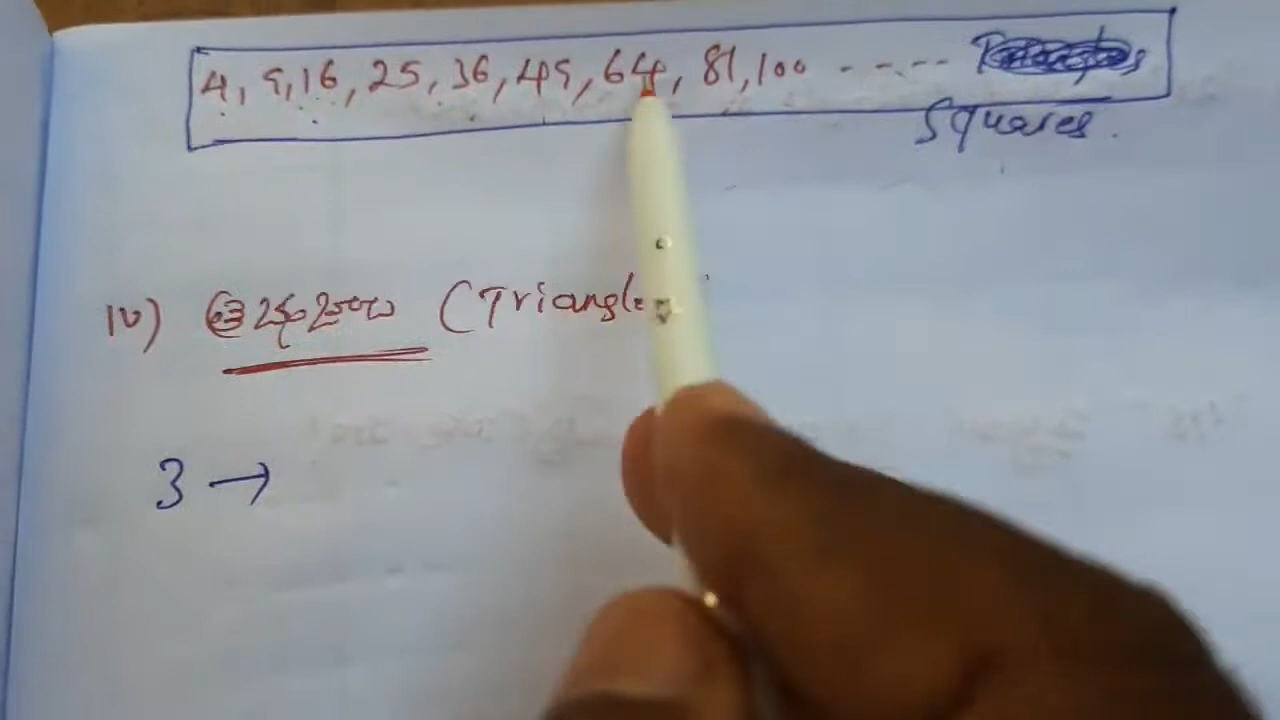 4, 9, 16, 25, 36, 49, 64, 81, 100 - - - -
Squares.
IV) (Triangle
3 →